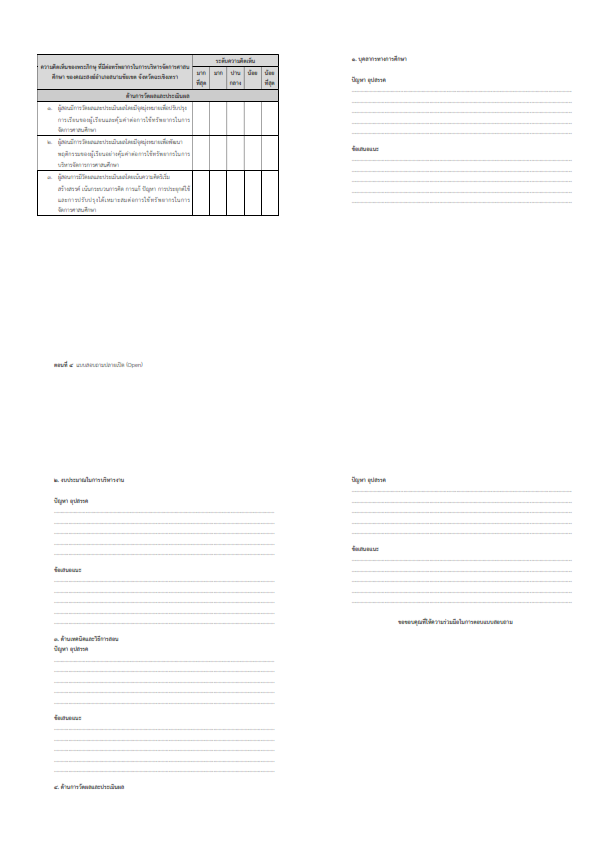 ความคิดเห็นของพระภิกษุ ที่มีต่อทรัพยากรในการบริหารจัดการศาสน
ศึกษา ของคณะสงฆ์อำเภอสนามชัยเขต จังหวัดฉะเชิงเทรา
ระดับความคิดเห็น
มากที่สุด
มาก
ปานกลาง
น้อย
น้อยที่สุด
ด้านการวัดผลและประเมินผล
๑. ผู้สอนมีการวัดผลและประเมินผลโดยมีจุดมุ่งหมายเพื่อปรับปรุง
การเรียนของผู้เรียนและคุ้มค่าต่อการใช้ทรัพยากรในการ
จัดการศาสนศึกษา
๒. ผู้สอนมีการวัดผลและประเมินผลโดยมีจุดมุ่งหมายเพื่อพัฒนา
พฤติกรรมของผู้เรียนอย่างคุ้มค่าต่อการใช้ทรัพยากรในการ
บริหารจัดการการศาสนศึกษา
๓. ผู้สอนการมีวัดผลและประเมินผลโดยเน้นความคิดริเริ่ม
สร้างสรรค์ เน้นกระบวนการคิด การแก้ ปัญหา การประยุกต์ใช้
และการปรับปรุงให้เหมาะสมต่อการใช้ทรัพยากรในการ
จัดการศาสนศึกษา
ตอนที่ ๔ แบบสอบถามปลายเปิด (Open)
๑. บุคลากรทางการศึกษา
ปัญหา อุปสรรค
ข้อเสนอแนะ
๒. งบประมาณในการบริหารงาน
ปัญหา อุปสรรค
ข้อเสนอแนะ
๓. ด้านเทคนิคและวิธีการสอน
ปัญหา อุปสรรค
ข้อเสนอแนะ
๔. ด้านการวัดผลและประเมินผล
ปัญหา อุปสรรค
ข้อเสนอแนะ
ขอขอบคุณที่ให้ความร่วมมือในการตอบแบบสอบถาม